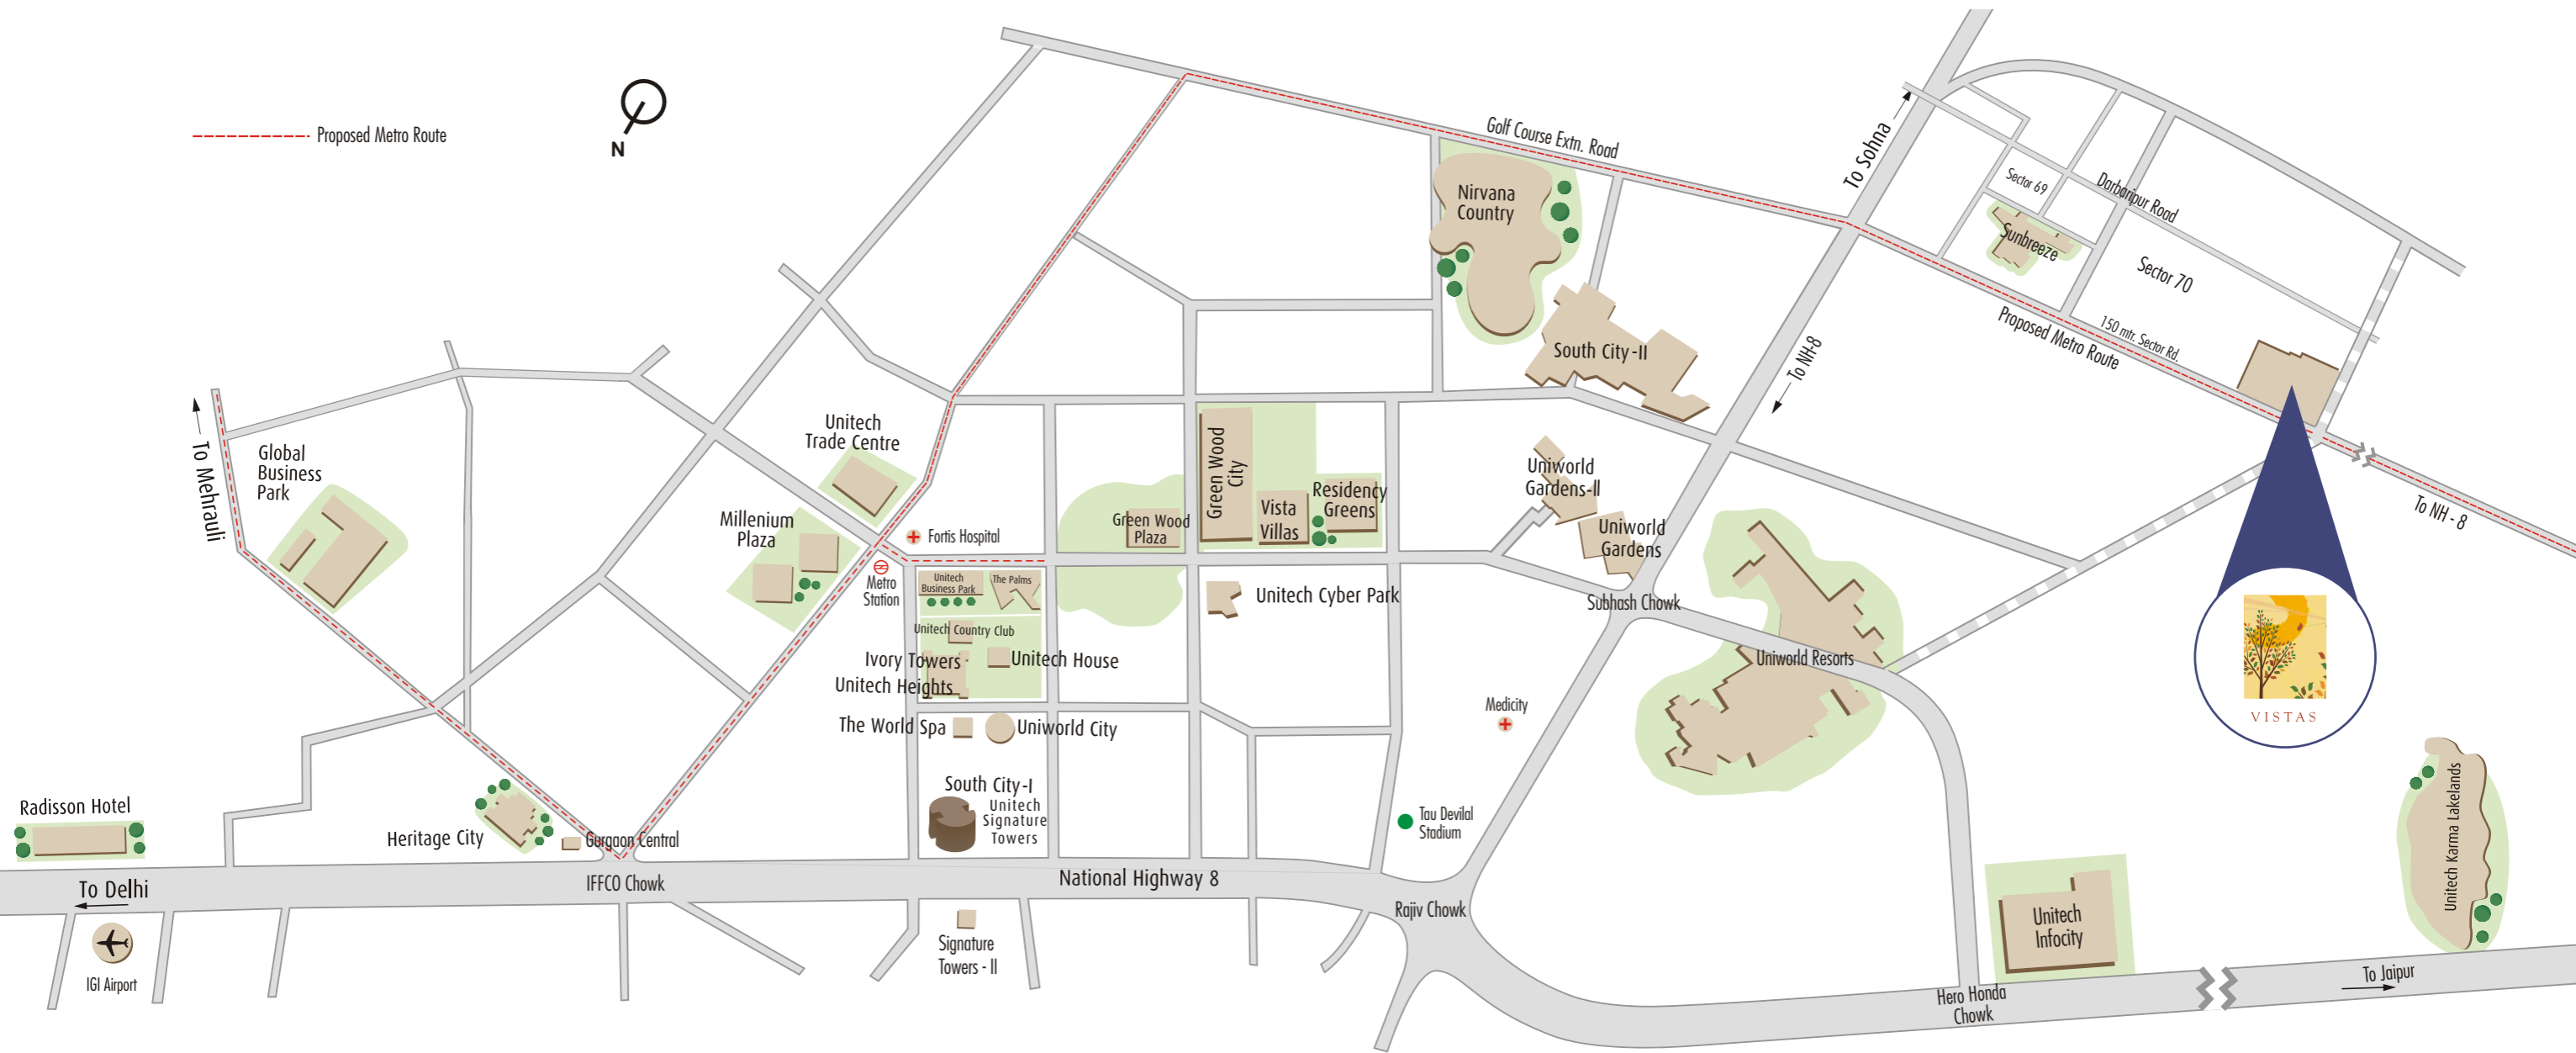 Proposed Metro Route
N
Golf Course Extn. Road
To Sohna
Nirvana
Country
Sector 69
Darbaripur Road
Sunbreeze
Sector 70
150 mtr. Sector Rd.
Proposed Metro Route
To NH-8
South City-II
To NH - 8
To Mehrauli
Global
Business
Park
Unitech
Trade Centre
Millenium
Plaza
Fortis Hospital
Metro
Station
Green Wood
City
Green Wood
Plaza
Vista
Villas
Residency
Greens
Uniworld
Gardens-II
Uniworld
Gardens
Unitech
Business Park
The Palms
Unitech Cyber Park
Subhash Chowk
Unitech Country Club
Ivory Towers
Unitech House
Unitech Heights
Uniworld Resorts
The World Spa
Uniworld City
Medicity
VISTAS
South City-I
Unitech
Signature
Towers
Tau Devilal
Stadium
Radisson Hotel
Heritage City
Gurgaon Central
Unitech Karma Lakelands
To Delhi
IFFCO Chowk
National Highway 8
Rajiv Chowk
Unitech
Infocity
IGI Airport
Signature
Towers - II
Hero Honda
Chowk
To Jaipur